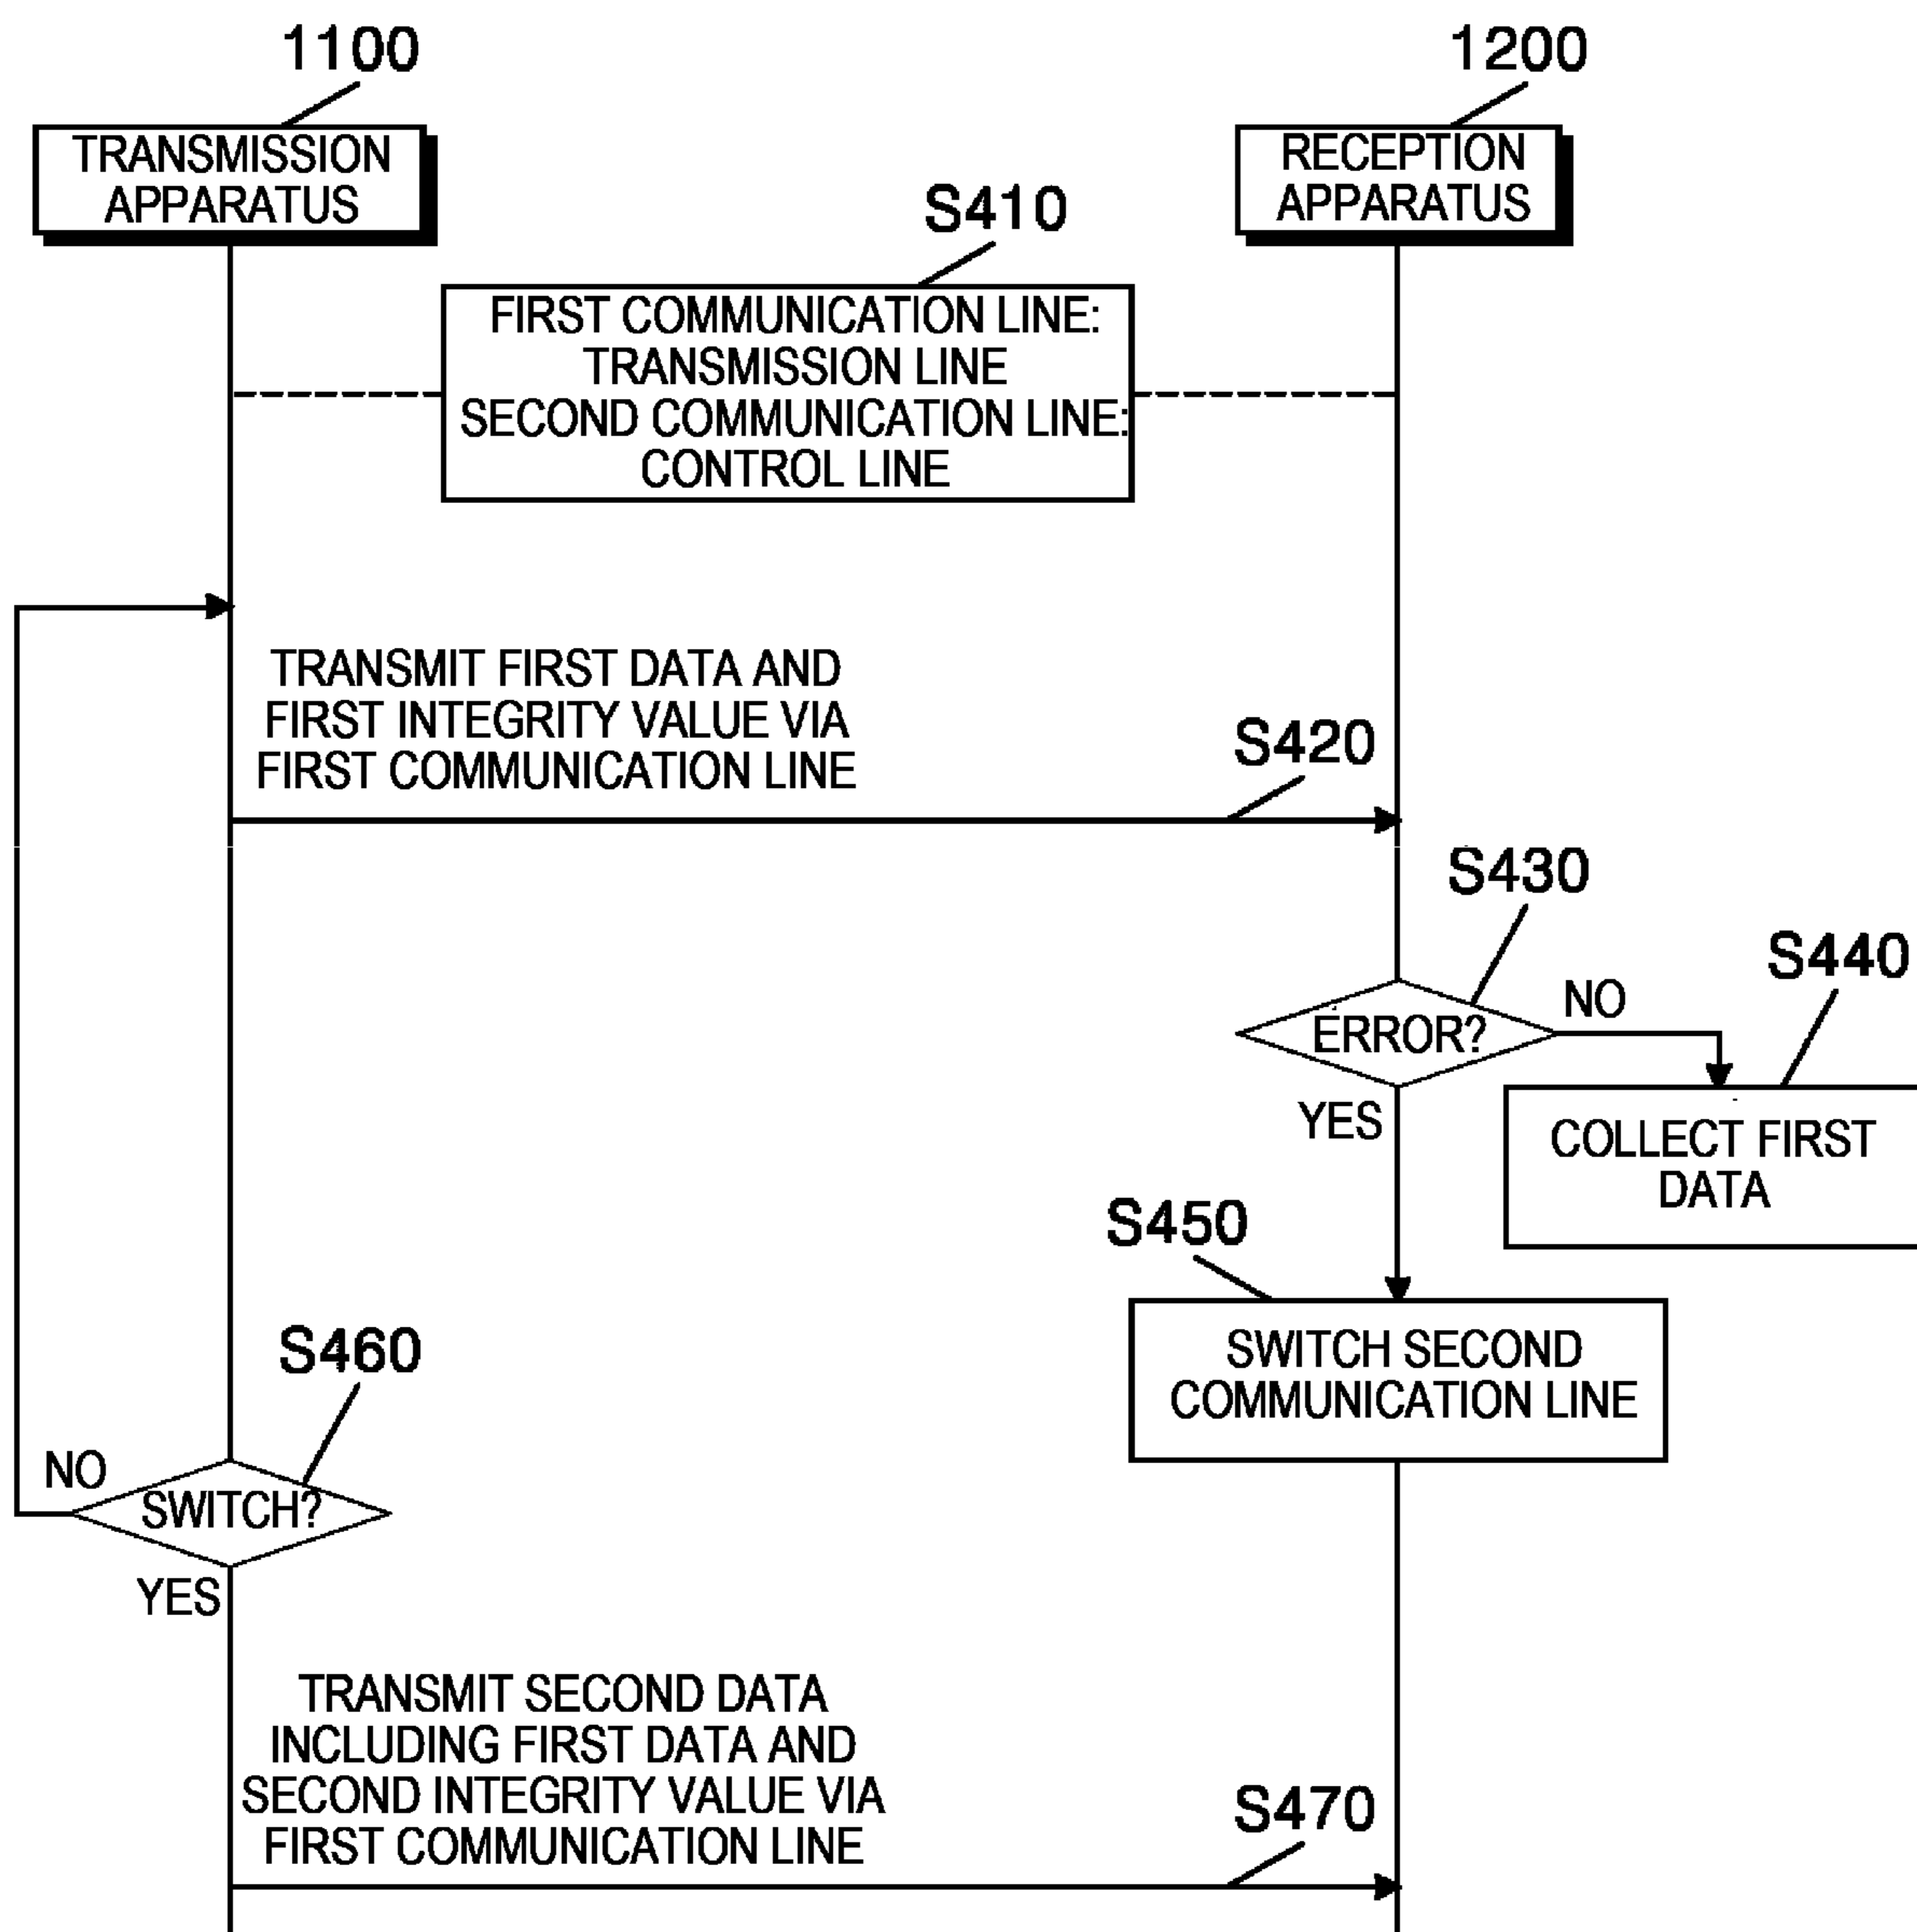 1100
1200
TRANSMISSION
APPARATUS
RECEPTION
APPARATUS
S410
FIRST COMMUNICATION LINE:
TRANSMISSION LINE
SECOND COMMUNICATION LINE:
CONTROL LINE
TRANSMIT FIRST DATA AND
FIRST INTEGRITY VALUE VIA
FIRST COMMUNICATION LINE
S420
S430
S440
ERROR?
NO
YES
COLLECT FIRST
DATA
S450
SWITCH SECOND
COMMUNICATION LINE
S460
NO
SWITCH?
YES
TRANSMIT SECOND DATA
INCLUDING FIRST DATA AND
SECOND INTEGRITY VALUE VIA
FIRST COMMUNICATION LINE
S470